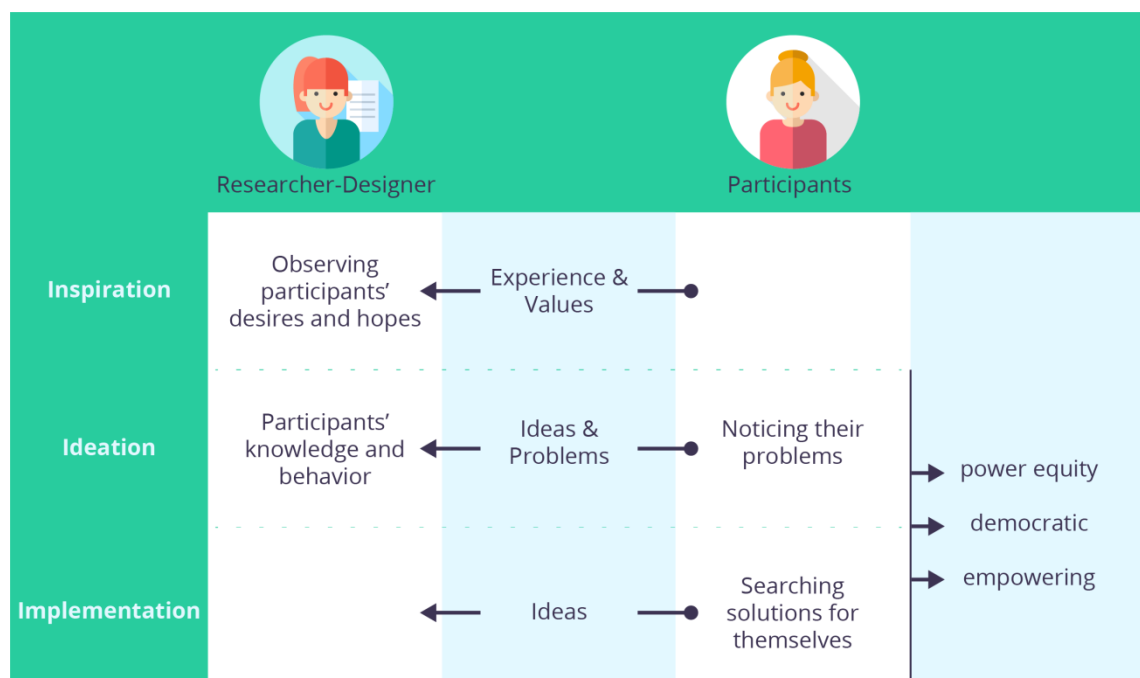 Researcher-Designer
Participants
Inspiration
Observing
participants’
desires and hopes
Experience &
Values
Ideation
Participants’
knowledge and
behavior
Ideas &
Problems
Noticing their
problems
power equity
democratic
empowering
Implementation
Ideas
Searching
solutions for
themselves